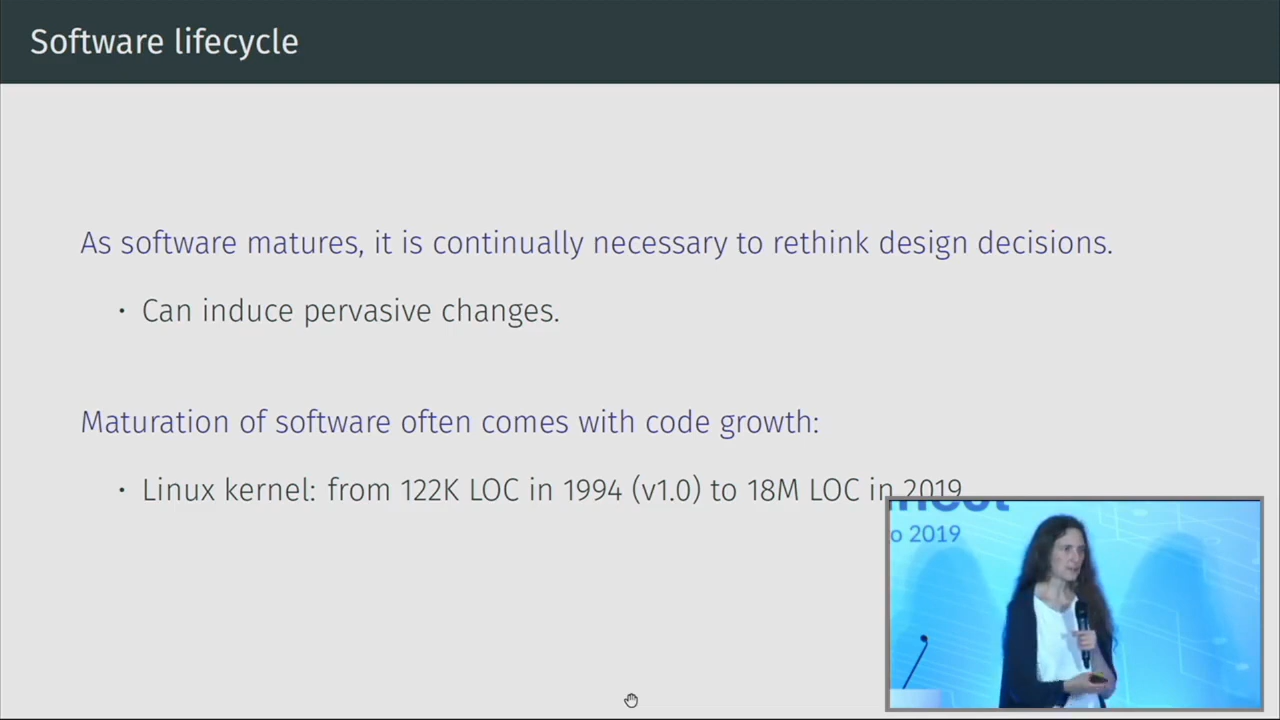 Software lifecycle
As software matures, it is continually necessary to rethink design decisions.
• Can induce pervasive changes.
Maturation of software often comes with code growth:
• Linux kernel: from 122K LOC in 1994 (v1.0) to 18M LOC in 2019
o 2019